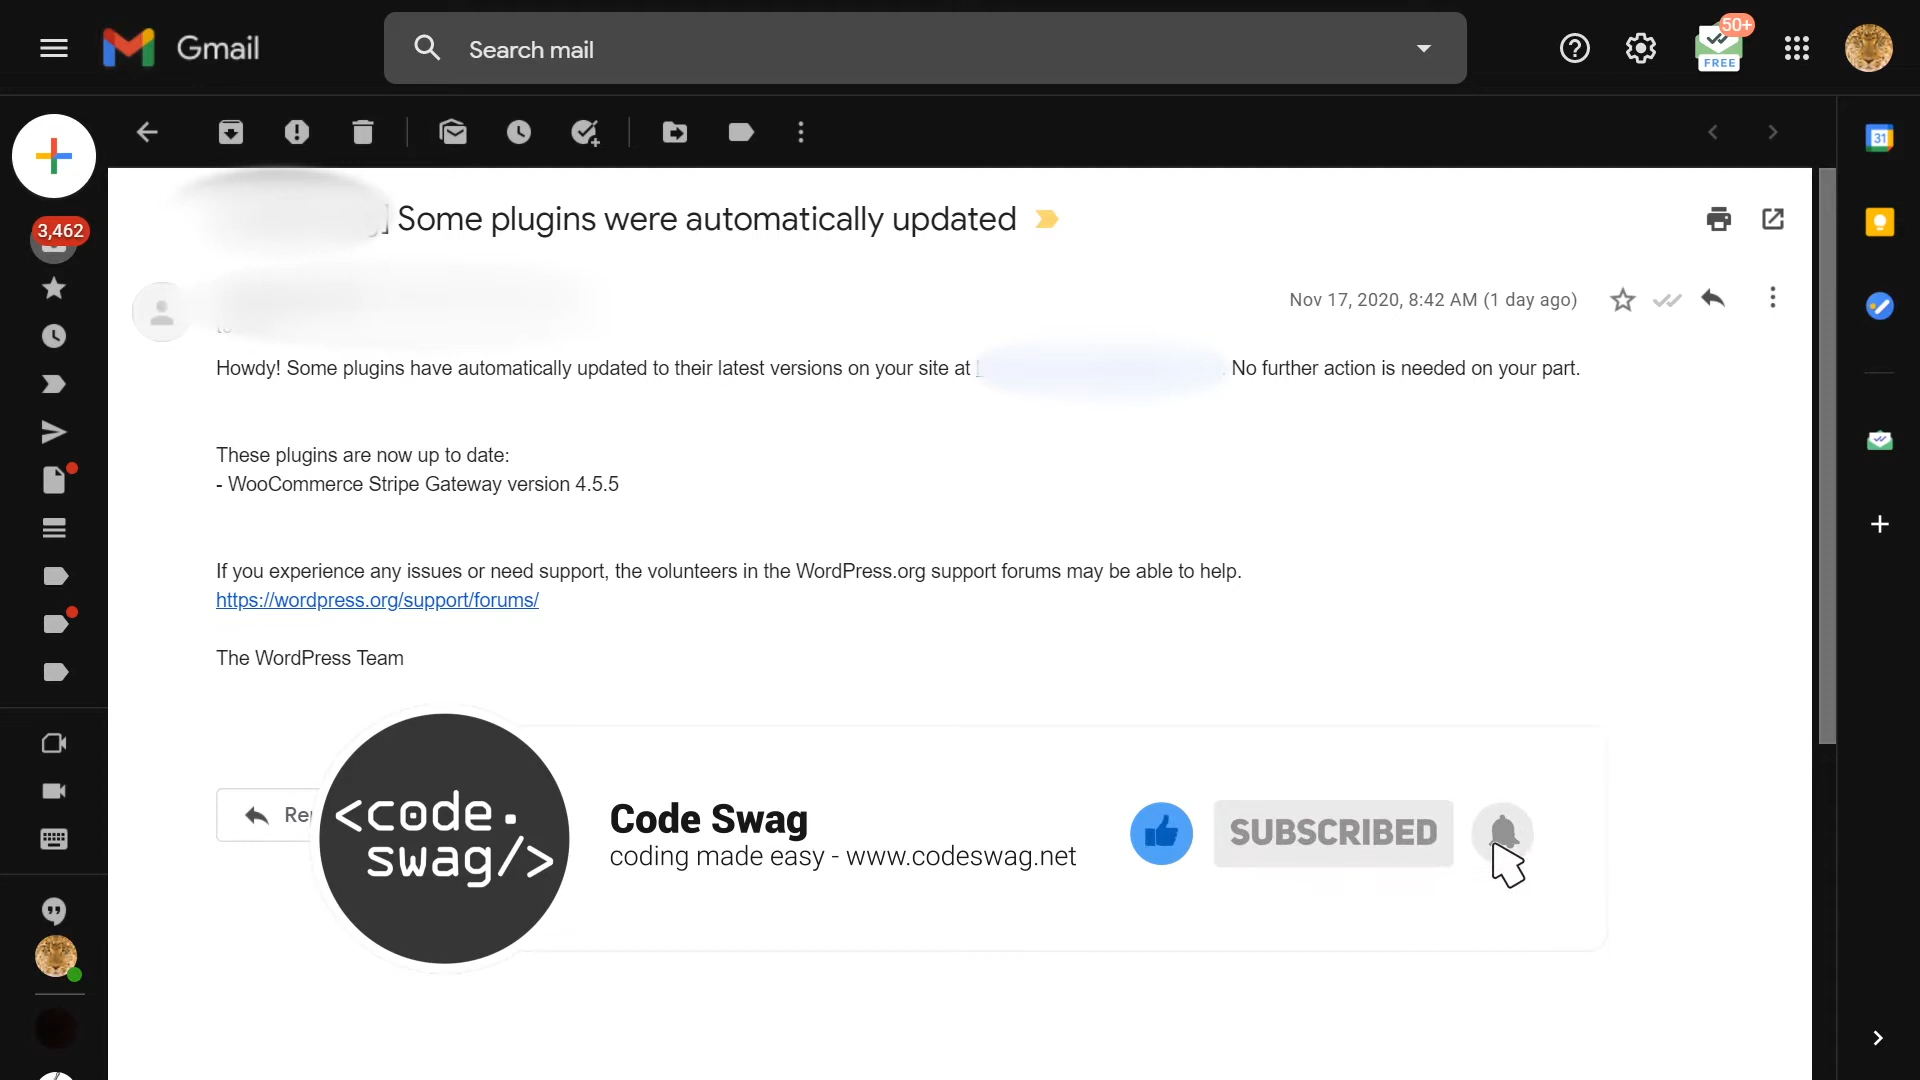 Gmail
Search mail
50+
FREE
31
3,462
] Some plugins were automatically updated
Nov 17, 2020, 8:42 AM (1 day ago)
Howdy! Some plugins have automatically updated to their latest versions on your site at
No further action is needed on your part.
These plugins are now up to date:
- WooCommerce Stripe Gateway version 4.5.5
If you experience any issues or need support, the volunteers in the WordPress.org support forums may be able to help.
https://wordpress.org/support/forums/
The WordPress Team
<code.
swag/>
Code Swag
coding made easy - www.codeswag.net
SUBSCRIBED